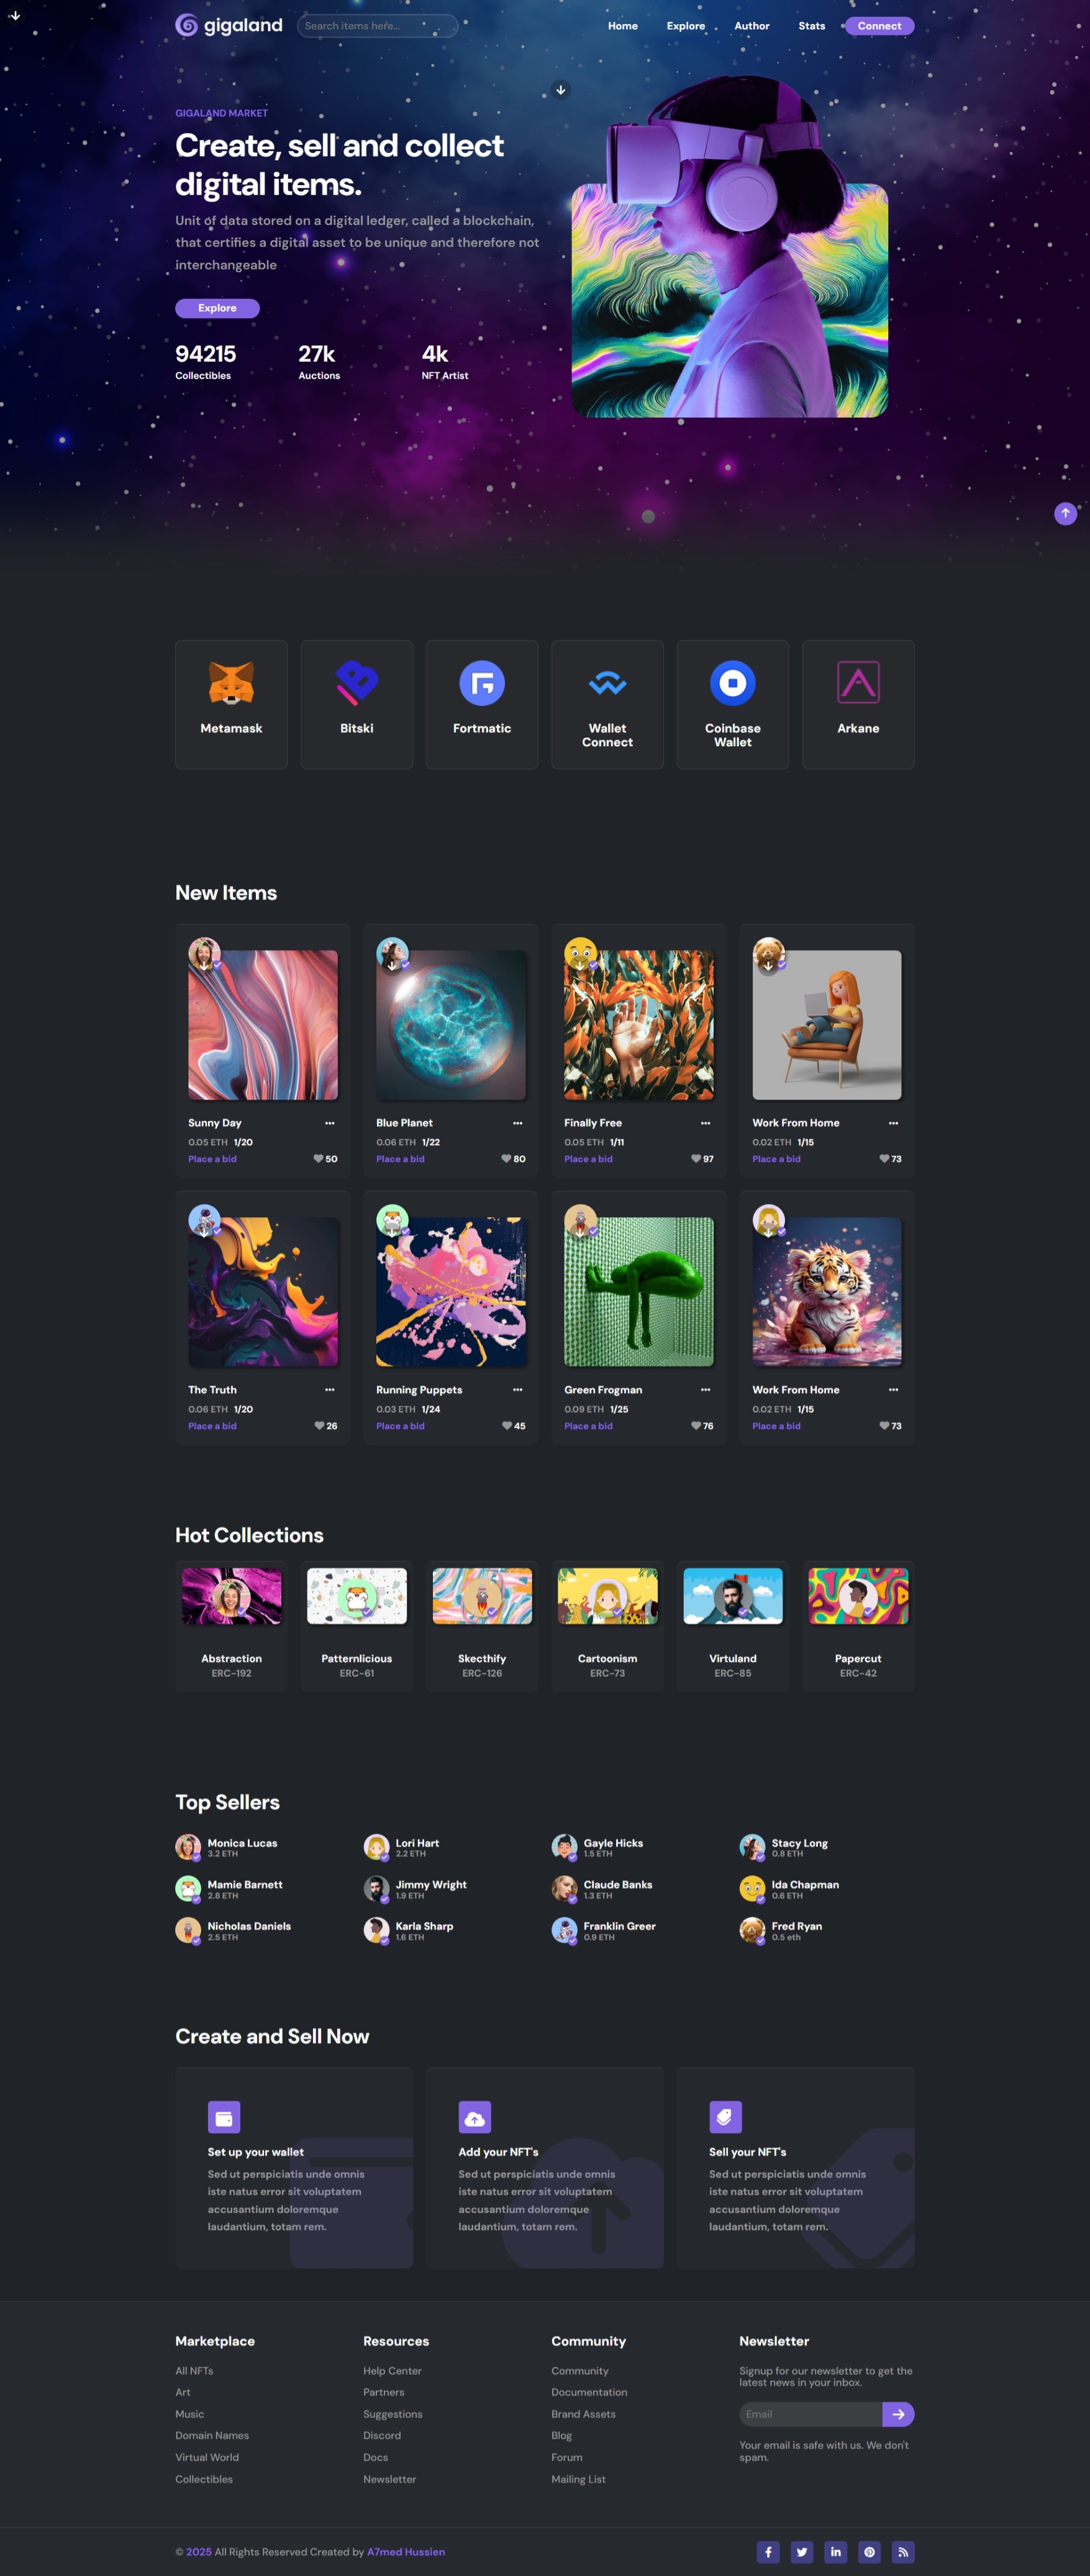 gigaland
Search items here...
Home
Explore
Author
Stats
Connect
GIGALAND MARKET
Create, sell and collect
digital items.
Unit of data stored on a digital ledger, called a blockchain,
that certifies a digital asset to be unique and therefore not
interchangeable
Explore
94215
Collectibles
27k
Auctions
4k
NFT Artist
Metamask
Bitski
Fortmatic
Wallet
Connect
Coinbase
Wallet
Arkane
New Items
Sunny Day
0.05 ETH 1/20
Place a bid
50
Blue Planet
0.06 ETH 1/22
Place a bid
80
Finally Free
0.05 ETH 1/11
Place a bid
97
Work From Home
0.02 ETH 1/15
Place a bid
73
The Truth
0.06 ETH 1/20
Place a bid
26
Running Puppets
0.03 ETH 1/24
Place a bid
45
Green Frogman
0.09 ETH 1/25
Place a bid
76
Work From Home
0.02 ETH 1/15
Place a bid
73
Hot Collections
Abstraction
ERC-192
Patternlicious
ERC-61
Skecthify
ERC-126
Cartoonism
ERC-73
Virtuland
ERC-85
Papercut
ERC-42
Top Sellers
Monica Lucas
3.2 ETH
Lori Hart
2.2 ETH
Gayle Hicks
1.5 ETH
Stacy Long
0.8 ETH
Mamie Barnett
2.8 ETH
Jimmy Wright
1.9 ETH
Claude Banks
1.3 ETH
Ida Chapman
0.6 ETH
Nicholas Daniels
2.5 ETH
Karla Sharp
1.6 ETH
Franklin Greer
0.9 ETH
Fred Ryan
0.5 eth
Create and Sell Now
Set up your wallet
Sed ut perspiciatis unde omnis
iste natus error sit voluptatem
accusantium doloremque
laudantium, totam rem.
Add your NFT's
Sed ut perspiciatis unde omnis
iste natus error sit voluptatem
accusantium doloremque
laudantium, totam rem.
Sell your NFT's
Sed ut perspiciatis unde omnis
iste natus error sit voluptatem
accusantium doloremque
laudantium, totam rem.
Marketplace
All NFTs
Art
Music
Domain Names
Virtual World
Collectibles
Resources
Help Center
Partners
Suggestions
Discord
Docs
Newsletter
Community
Community
Documentation
Brand Assets
Blog
Forum
Mailing List
Newsletter
Signup for our newsletter to get the
latest news in your inbox.
Email
Your email is safe with us. We don't
spam.
© 2025 All Rights Reserved Created by A7med Hussien